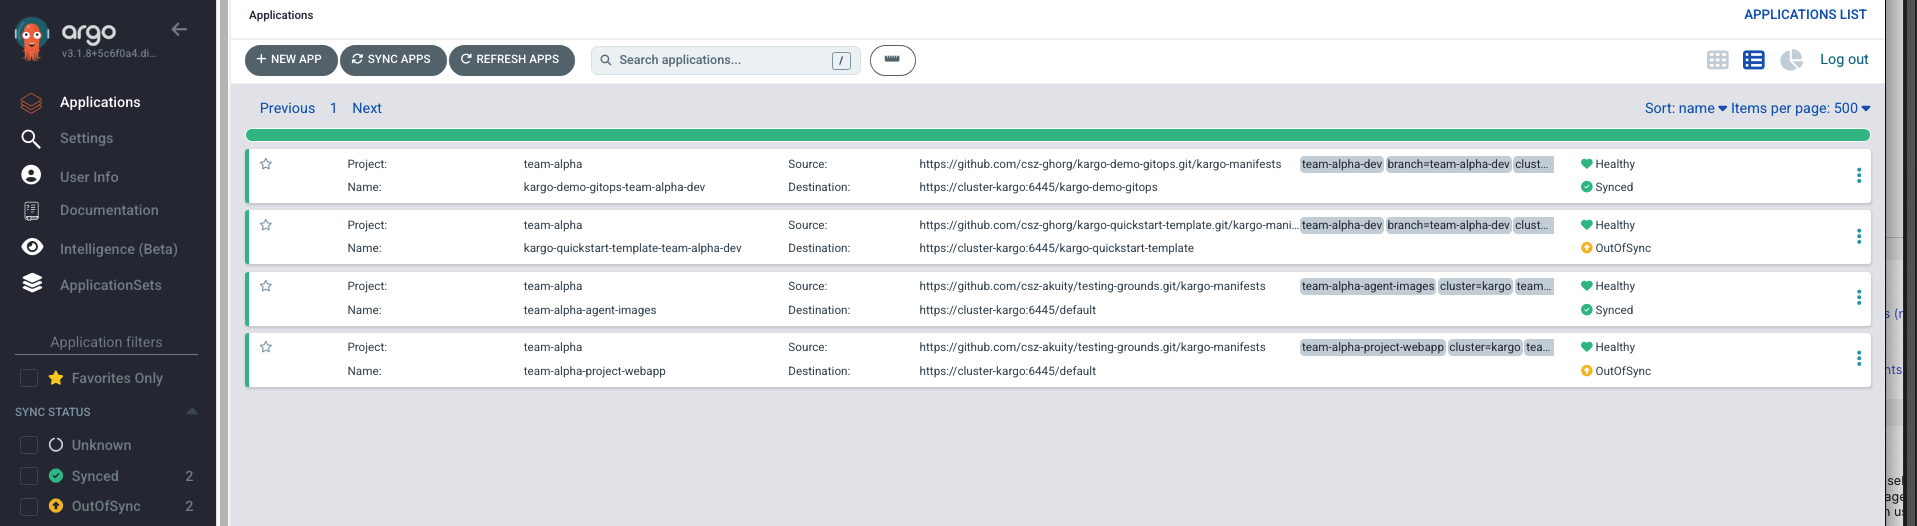 argo
v3.1.8+5c6f0a4.di...
Applications
Settings
User Info
Documentation
Intelligence (Beta)
ApplicationSets
Application filters
Favorites Only
SYNC STATUS
Unknown
Synced 2
OutOfSync 2
Applications
APPLICATIONS LIST
+ NEW APP
SYNC APPS
REFRESH APPS
Search applications...
/
Log out
Previous 1 Next
Sort: name Items per page: 500
Project: team-alpha Source: https://github.com/csz-ghorg/kargo-demo-gitops.git/kargo-manifests team-alpha-dev branch=team-alpha-dev clust... Healthy
Name: kargo-demo-gitops-team-alpha-dev Destination: https://cluster-kargo:6445/kargo-demo-gitops Synced
Project: team-alpha Source: https://github.com/csz-ghorg/kargo-quickstart-template.git/kargo-mani... team-alpha-dev branch=team-alpha-dev clust... Healthy
Name: kargo-quickstart-template-team-alpha-dev Destination: https://cluster-kargo:6445/kargo-quickstart-template OutOfSync
Project: team-alpha Source: https://github.com/csz-akuity/testing-grounds.git/kargo-manifests team-alpha-agent-images cluster=kargo team... Healthy
Name: team-alpha-agent-images Destination: https://cluster-kargo:6445/default Synced
Project: team-alpha Source: https://github.com/csz-akuity/testing-grounds.git/kargo-manifests team-alpha-project-webapp cluster=kargo tea... Healthy
Name: team-alpha-project-webapp Destination: https://cluster-kargo:6445/default OutOfSync